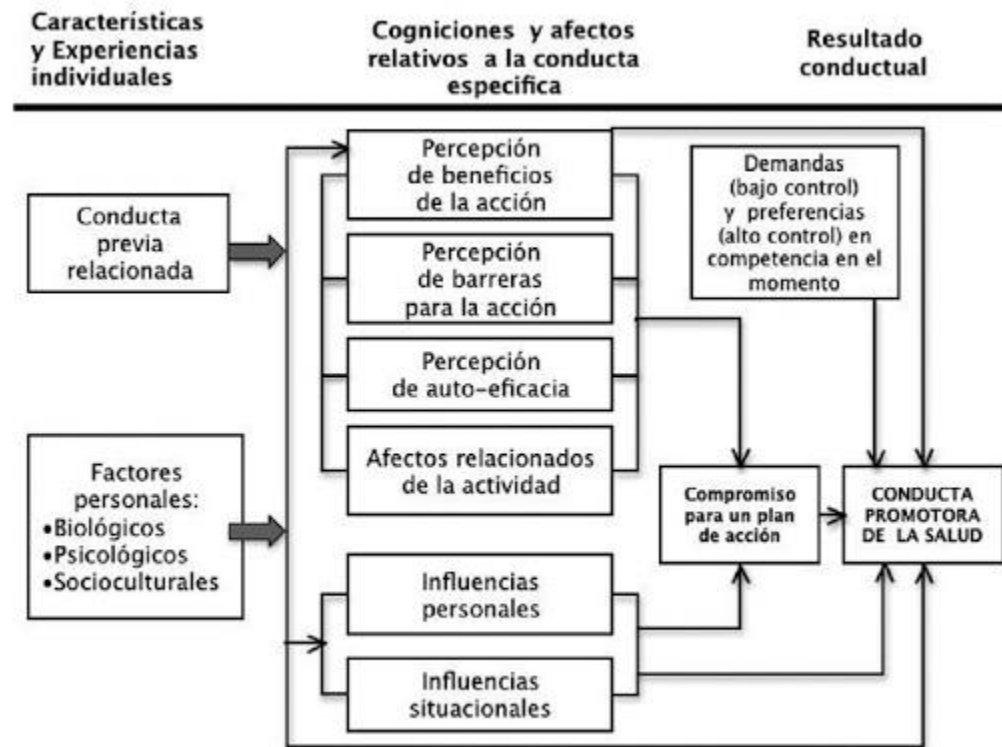 Características
y Experiencias
individuales
Cogniciones y afectos
relativos a la conducta
especifica
Resultado
conductual
Conducta
previa
relacionada
Factores
personales:
•Biológicos
•Psicológicos
•Socioculturales
Percepción
de beneficios
de la acción
Percepción
de barreras
para la acción
Percepción
de auto-eficacia
Afectos relacionados
de la actividad
Influencias
personales
Influencias
situacionales
Demandas
(bajo control)
y preferencias
(alto control) en
competencia en el
momento
Compromiso
para un plan
de acción
CONDUCTA
PROMOTORA
DE LA SALUD